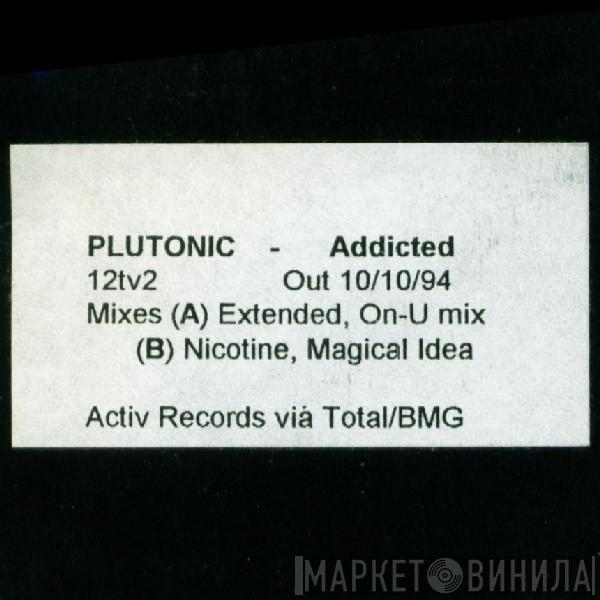 PLUTONIC - Addicted
12tv2 Out 10/10/94
Mixes (A) Extended, On-U mix
(B) Nicotine, Magical Idea
Activ Records via Total/BMG
МАРКЕТ ВИНИЛА